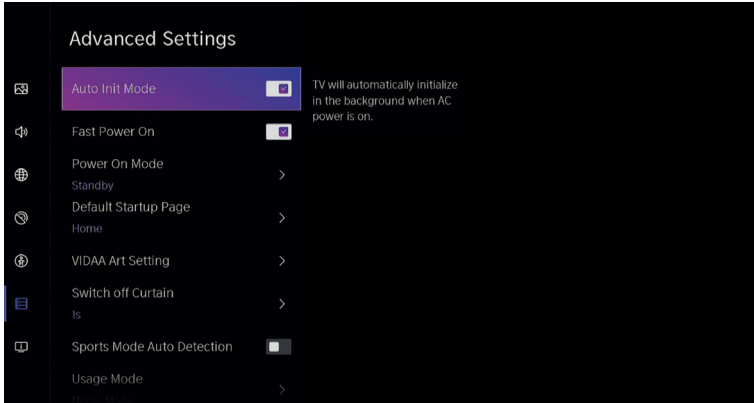 Advanced Settings
Auto Init Mode
TV will automatically initialize
in the background when AC
power is on.
Fast Power On
Power On Mode
Standby
Default Startup Page
Home
VIDAA Art Setting
Switch off Curtain
1s
Sports Mode Auto Detection
Usage Mode
Home Mode